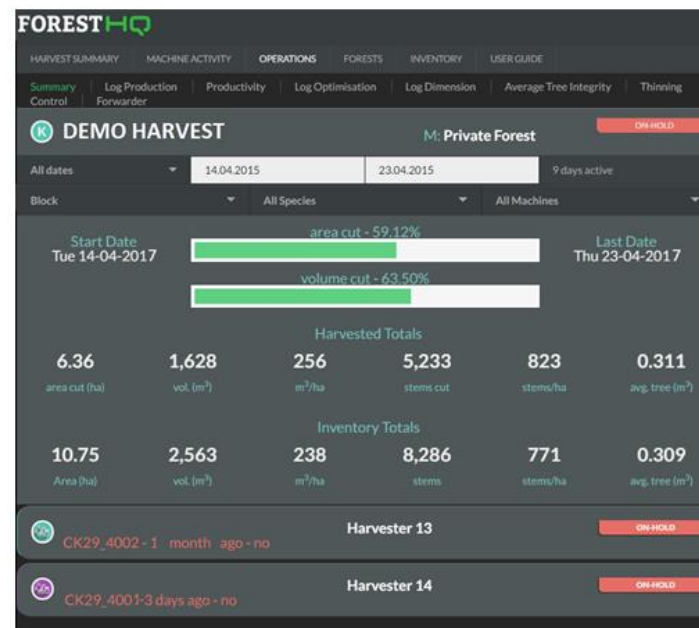 FOREST HQ
HARVEST SUMMARY MACHINE ACTIVITY OPERATIONS FORESTS INVENTORY USER GUIDE
Summary Log Production Productivity Log Optimisation Log Dimension Average Tree Integrity Thinning
Control Forwarder
K DEMO HARVEST M: Private Forest ON-HOLD
All dates 14.04.2015 23.04.2015 9 days active
Block All Species All Machines
area cut - 59.12%
Start Date Last Date
Tue 14-04-2017 Thu 23-04-2017
volume cut - 63.50%
Harvested Totals
6.36 1,628 256 5,233 823 0.311
area cut (ha) vol. (m³) m³/ha stems cut stems/ha avg. tree (m³)
Inventory Totals
10.75 2,563 238 8,286 771 0.309
Area (ha) vol. (m³) m³/ha stems stems/ha avg. tree (m³)
Harvester 13 ON-HOLD
CK29_4002 - 1 month ago - no
Harvester 14 ON-HOLD
CK29_4001-3 days ago - no